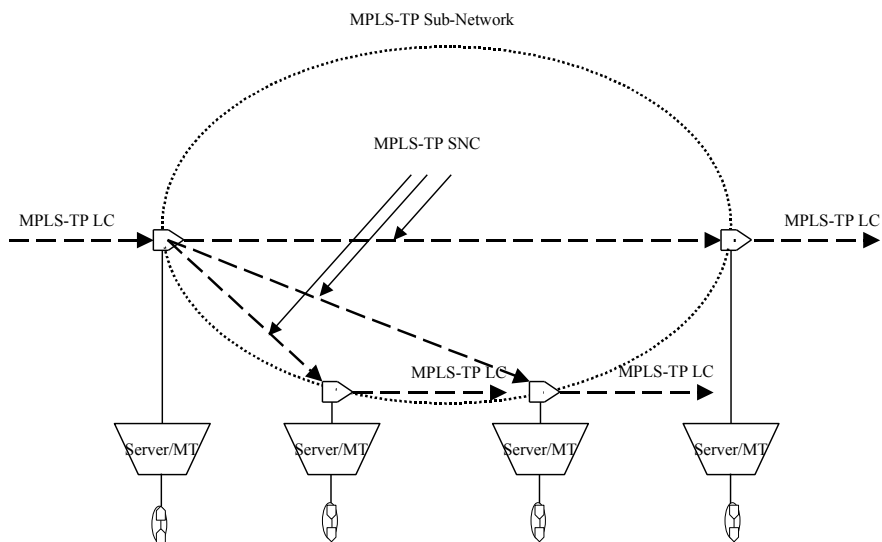 MPLS-TP Sub-Network
MPLS-TP SNC
MPLS-TP LC
MPLS-TP LC
MPLS-TP LC
MPLS-TP LC
Server/MT
Server/MT
Server/MT
Server/MT